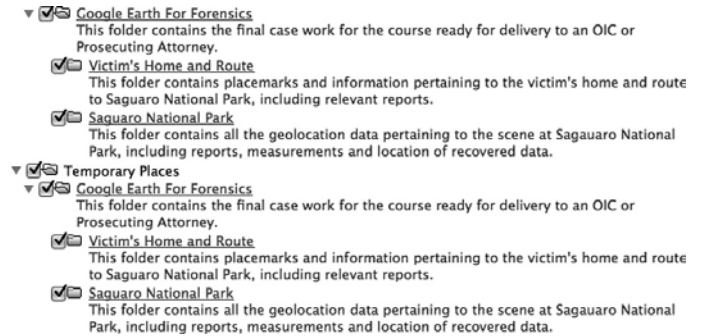 Google Earth For Forensics
This folder contains the final case work for the course ready for delivery to an OIC or
Prosecuting Attorney.
Victim's Home and Route
This folder contains placemarks and information pertaining to the victim's home and route
to Saguaro National Park, including relevant reports.
Saguaro National Park
This folder contains all the geolocation data pertaining to the scene at Sagauaro National
Park, including reports, measurements and location of recovered data.
Temporary Places
Google Earth For Forensics
This folder contains the final case work for the course ready for delivery to an OIC or
Prosecuting Attorney.
Victim's Home and Route
This folder contains placemarks and information pertaining to the victim's home and route
to Saguaro National Park, including relevant reports.
Saguaro National Park
This folder contains all the geolocation data pertaining to the scene at Sagauaro National
Park, including reports, measurements and location of recovered data.